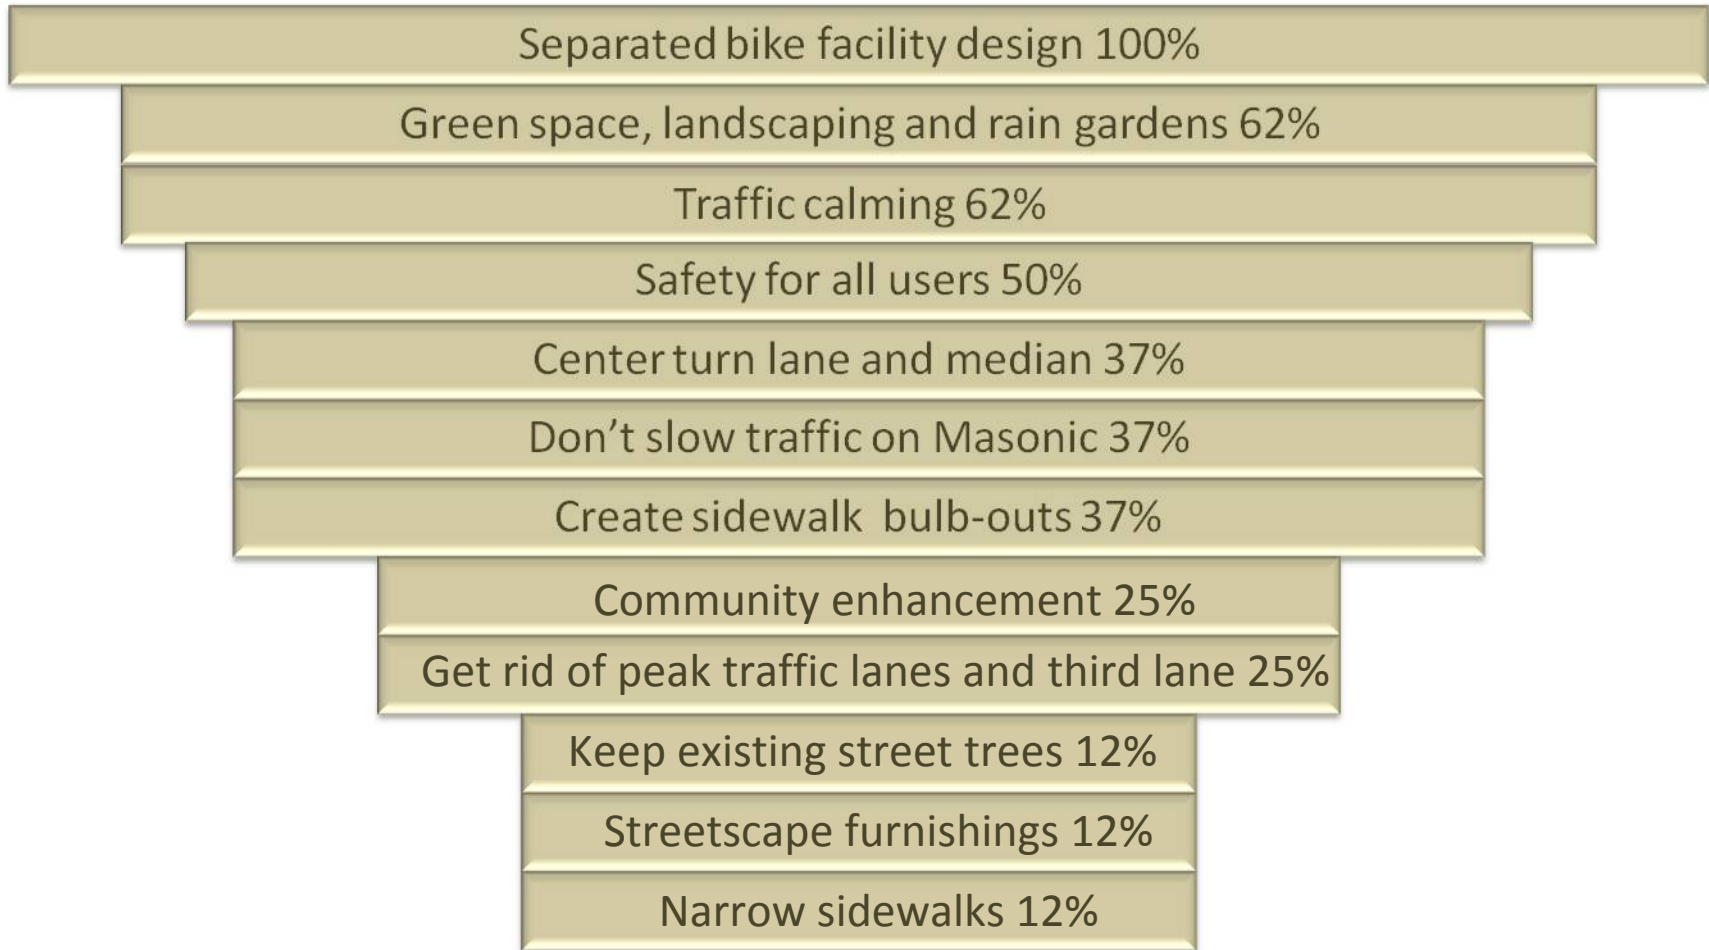 Separated bike facility design 100%
Green space, landscaping and rain gardens 62%
Traffic calming 62%
Safety for all users 50%
Center turn lane and median 37%
Don’t slow traffic on Masonic 37%
Create sidewalk bulb-outs 37%
Community enhancement 25%
Get rid of peak traffic lanes and third lane 25%
Keep existing street trees 12%
Streetscape furnishings 12%
Narrow sidewalks 12%